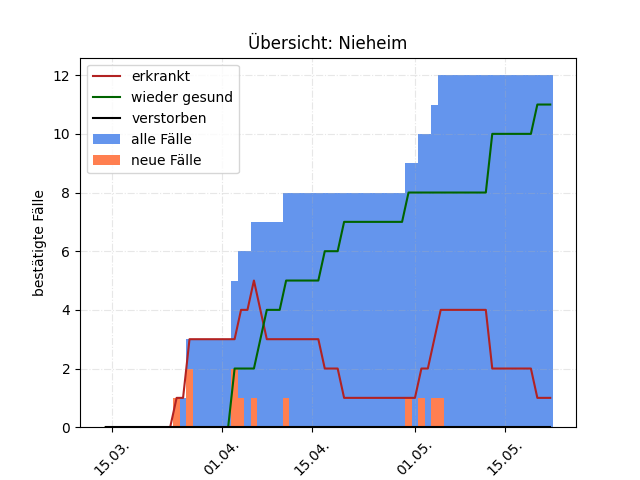 Übersicht: Nieheim
erkrankt
wieder gesund
verstorben
alle Fälle
neue Fälle
bestätigte Fälle
12
10
8
6
4
2
0
15.03.
01.04.
15.04.
01.05.
15.05.